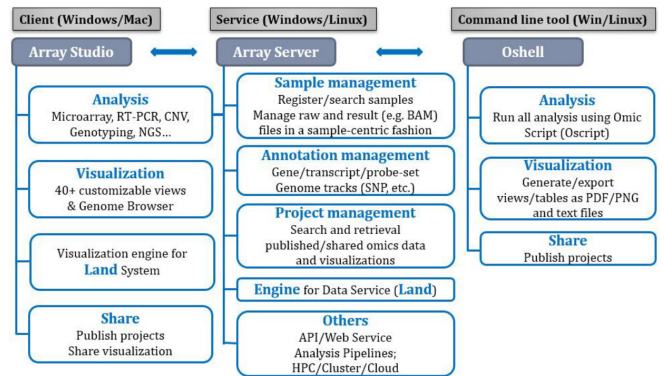 Client (Windows/Mac)
Service (Windows/Linux)
Command line tool (Win/Linux)
Array Studio
Array Server
Oshell
Analysis
Microarray, RT-PCR, CNV,
Genotyping, NGS...
Visualization
40+ customizable views
& Genome Browser
Visualization engine for
Land System
Share
Publish projects
Share visualization
Sample management
Register/search samples
Manage raw and result (e.g. BAM)
files in a sample-centric fashion
Annotation management
Gene/transcript/probe-set
Genome tracks (SNP, etc.)
Project management
Search and retrieval
published/shared omics data
and visualizations
Engine for Data Service (Land)
Others
API/Web Service
Analysis Pipelines;
HPC/Cluster/Cloud
Analysis
Run all analysis using Omic
Script (Oscript)
Visualization
Generate/export
views/tables as PDF/PNG
and text files
Share
Publish projects